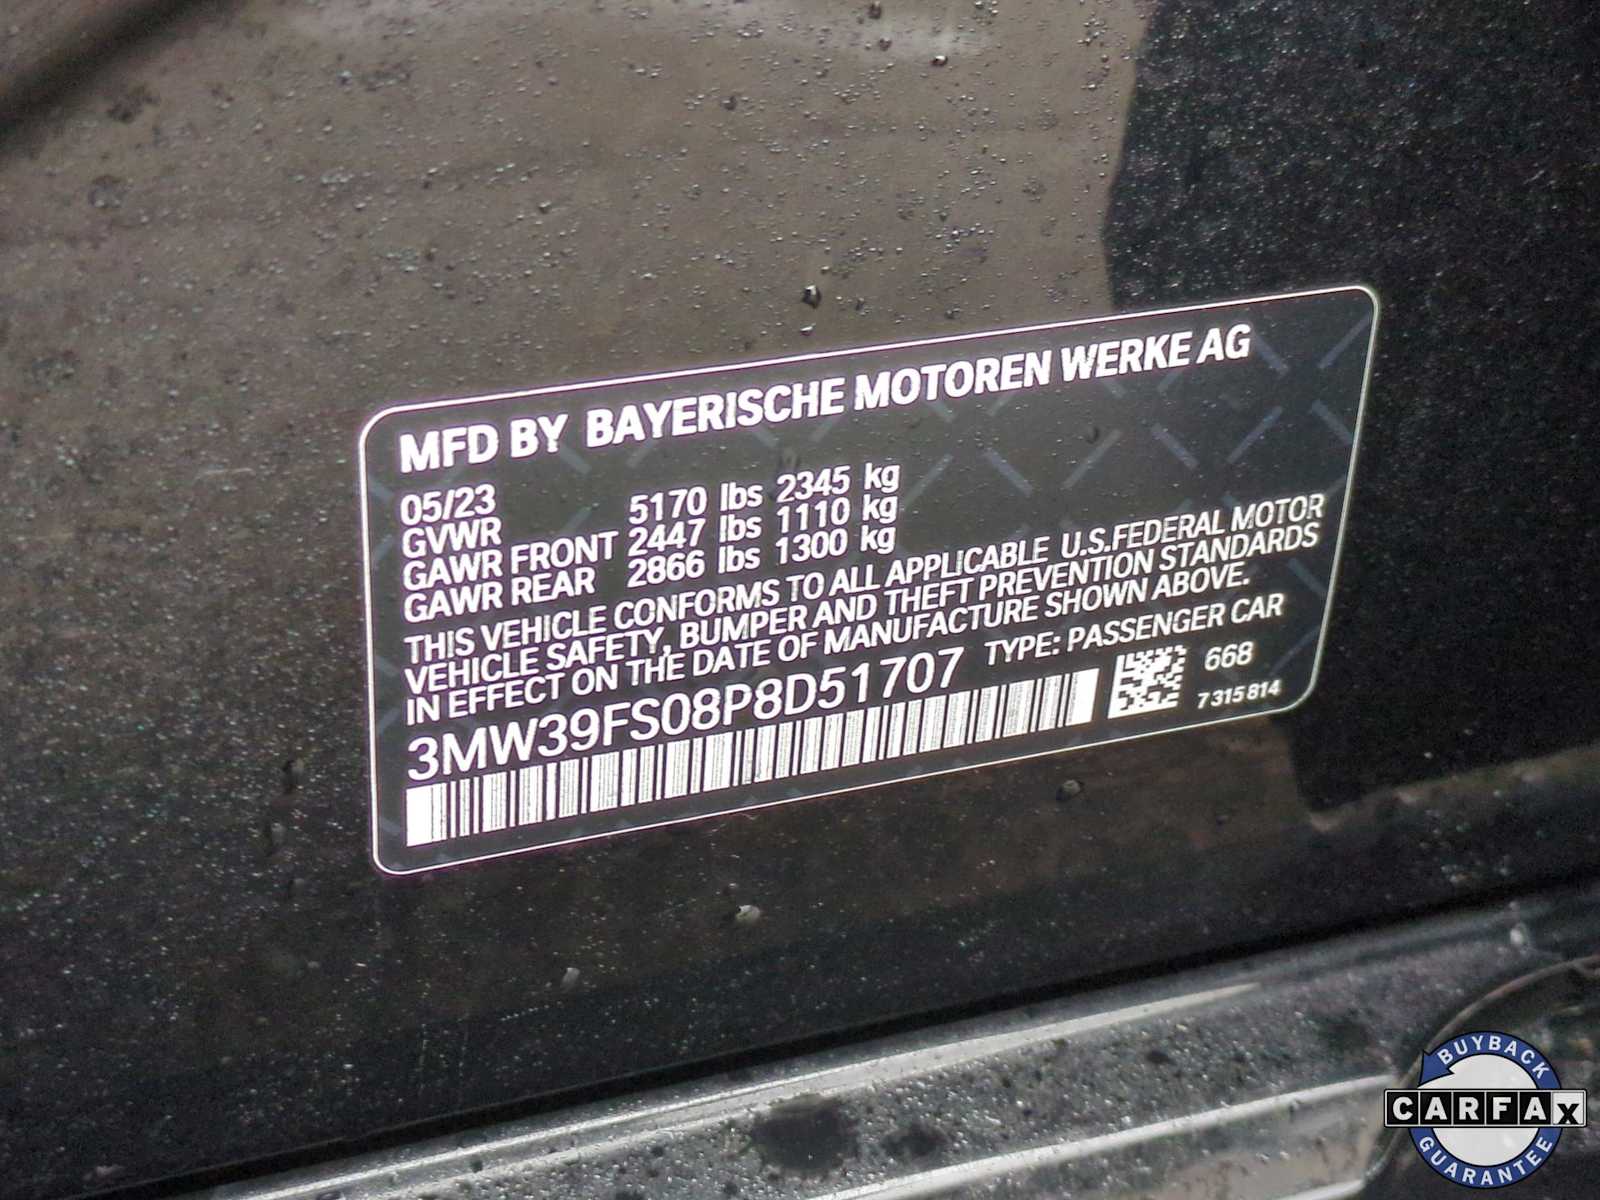 MFD BY BAYERISCHE MOTOREN WERKE AG
05/23
GVWR 5170 lbs 2345 kg
GAWR FRONT 2447 lbs 1110 kg
GAWR REAR 2866 lbs 1300 kg
THIS VEHICLE CONFORMS TO ALL APPLICABLE U.S.FEDERAL MOTOR
VEHICLE SAFETY, BUMPER AND THEFT PREVENTION STANDARDS
IN EFFECT ON THE DATE OF MANUFACTURE SHOWN ABOVE.
3MW39FS08P8D51707 TYPE: PASSENGER CAR
668
7 315 814
BUYBACK
CARFAX
GUARANTEE